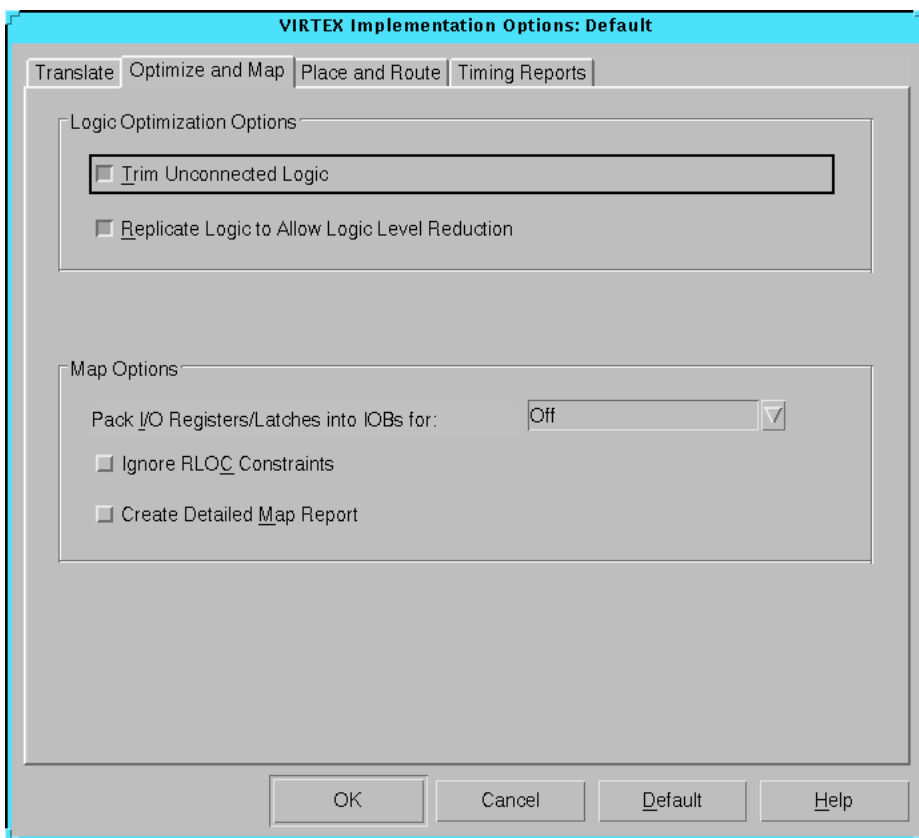 VIRTEX Implementation Options: Default
Translate Optimize and Map Place and Route Timing Reports
Logic Optimization Options
Trim Unconnected Logic
Replicate Logic to Allow Logic Level Reduction
Map Options
Pack I/O Registers/Latches into IOBs for: Off
Ignore RLOC Constraints
Create Detailed Map Report
OK Cancel Default Help